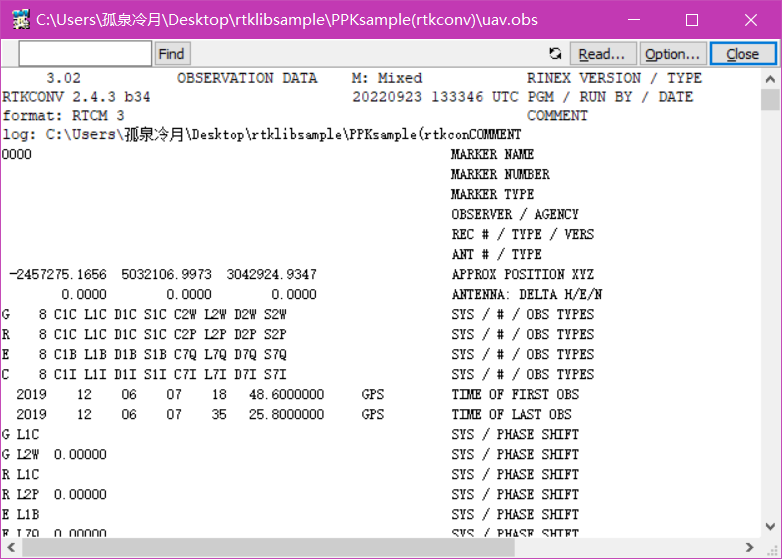 C:\Users\孤泉冷月\Desktop\rtklibsample\PPKsample(rtkconv)\uav.obs
Find Read... Option... Close
3.02 OBSERVATION DATA M: Mixed RINEX VERSION / TYPE
RTKCONV 2.4.3 b34 20220923 133346 UTC PGM / RUN BY / DATE
format: RTCM 3 COMMENT
log: C:\Users\孤泉冷月\Desktop\rtklibsample\PPKsample(rtkconCOMMENT
0000 MARKER NAME
MARKER NUMBER
MARKER TYPE
OBSERVER / AGENCY
REC # / TYPE / VERS
ANT # / TYPE
-2457275.1656 5032106.9973 3042924.9347 APPROX POSITION XYZ
0.0000 0.0000 0.0000 ANTENNA: DELTA H/E/N
G 8 C1C L1C D1C S1C C2W L2W D2W S2W SYS / # / OBS TYPES
R 8 C1C L1C D1C S1C C2P L2P D2P S2P SYS / # / OBS TYPES
E 8 C1B L1B D1B S1B C7Q L7Q D7Q S7Q SYS / # / OBS TYPES
C 8 C1I L1I D1I S1I C7I L7I D7I S7I SYS / # / OBS TYPES
2019 12 06 07 18 48.6000000 GPS TIME OF FIRST OBS
2019 12 06 07 35 25.8000000 GPS TIME OF LAST OBS
G L1C SYS / PHASE SHIFT
G L2W 0.00000 SYS / PHASE SHIFT
R L1C SYS / PHASE SHIFT
R L2P 0.00000 SYS / PHASE SHIFT
E L1B SYS / PHASE SHIFT
E L7Q 0.00000 SYS / PHASE SHIFT